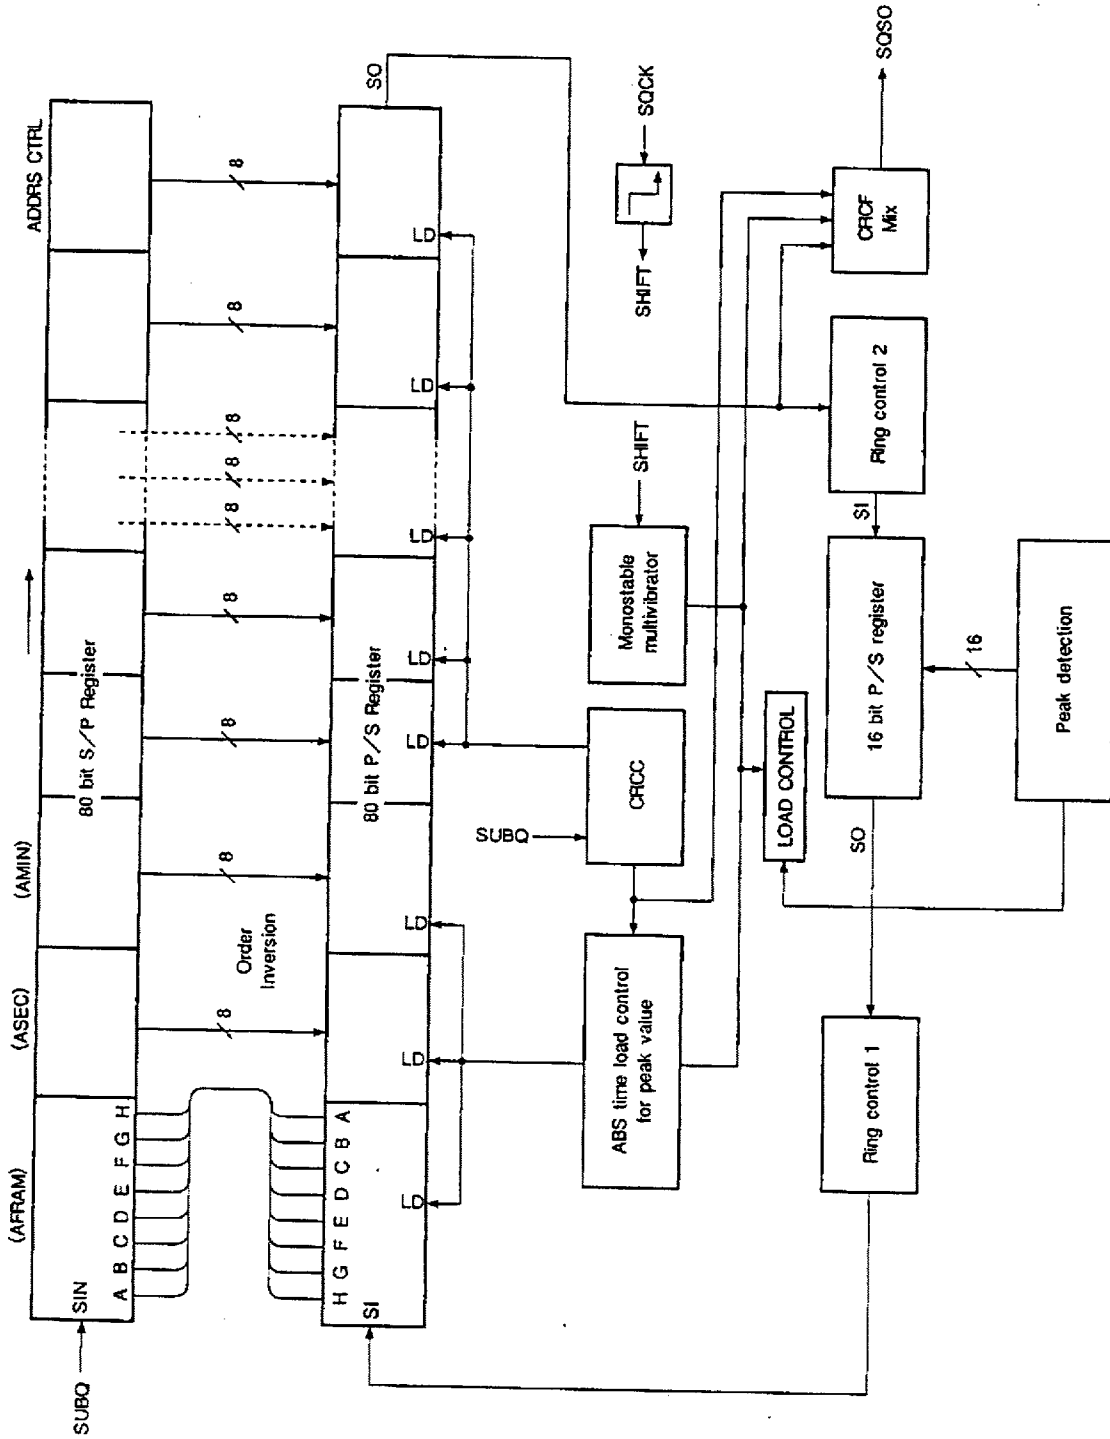 SUBQ
SIN
(AFRAM)
(ASEC)
(AMIN)
80 bit S/P Register
ADDRS CTRL
A B C D E F G H
Order
Inversion
8
8
8
8
8
8
8
8
8
H G F E D C B A
SI
80 bit P/S Register
SO
LD
LD
LD
LD
LD
LD
LD
LD
SUBQ
CRCC
ABS time load control
for peak value
Monostable
multivibrator
SHIFT
SHIFT
SQCK
LOAD CONTROL
Ring control 1
SO
16 bit P/S register
SI
Ring control 2
CRCF
Mix
SQSO
16
Peak detection